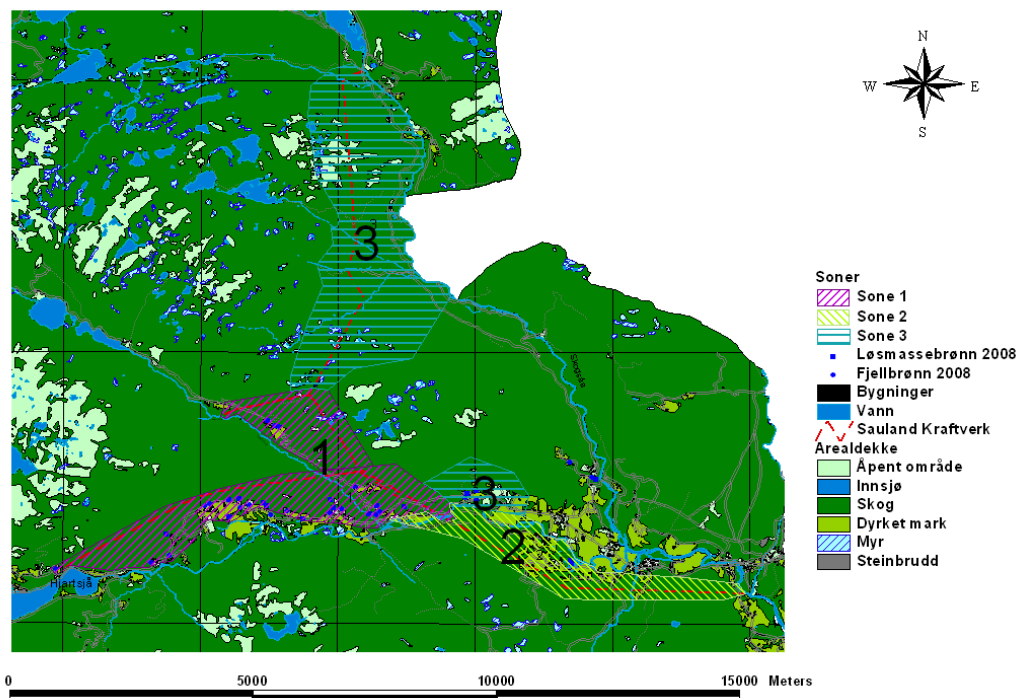 N
W
E
S
3
1
3
2
Hjartsjå
Skogsåa
Soner
Sone 1
Sone 2
Sone 3
Løsmassebrønn 2008
Fjellbrønn 2008
Bygninger
Vann
Sauland Kraftverk
Arealdekke
Åpent område
Innsjø
Skog
Dyrket mark
Myr
Steinbrudd
0 5000 10000 15000 Meters